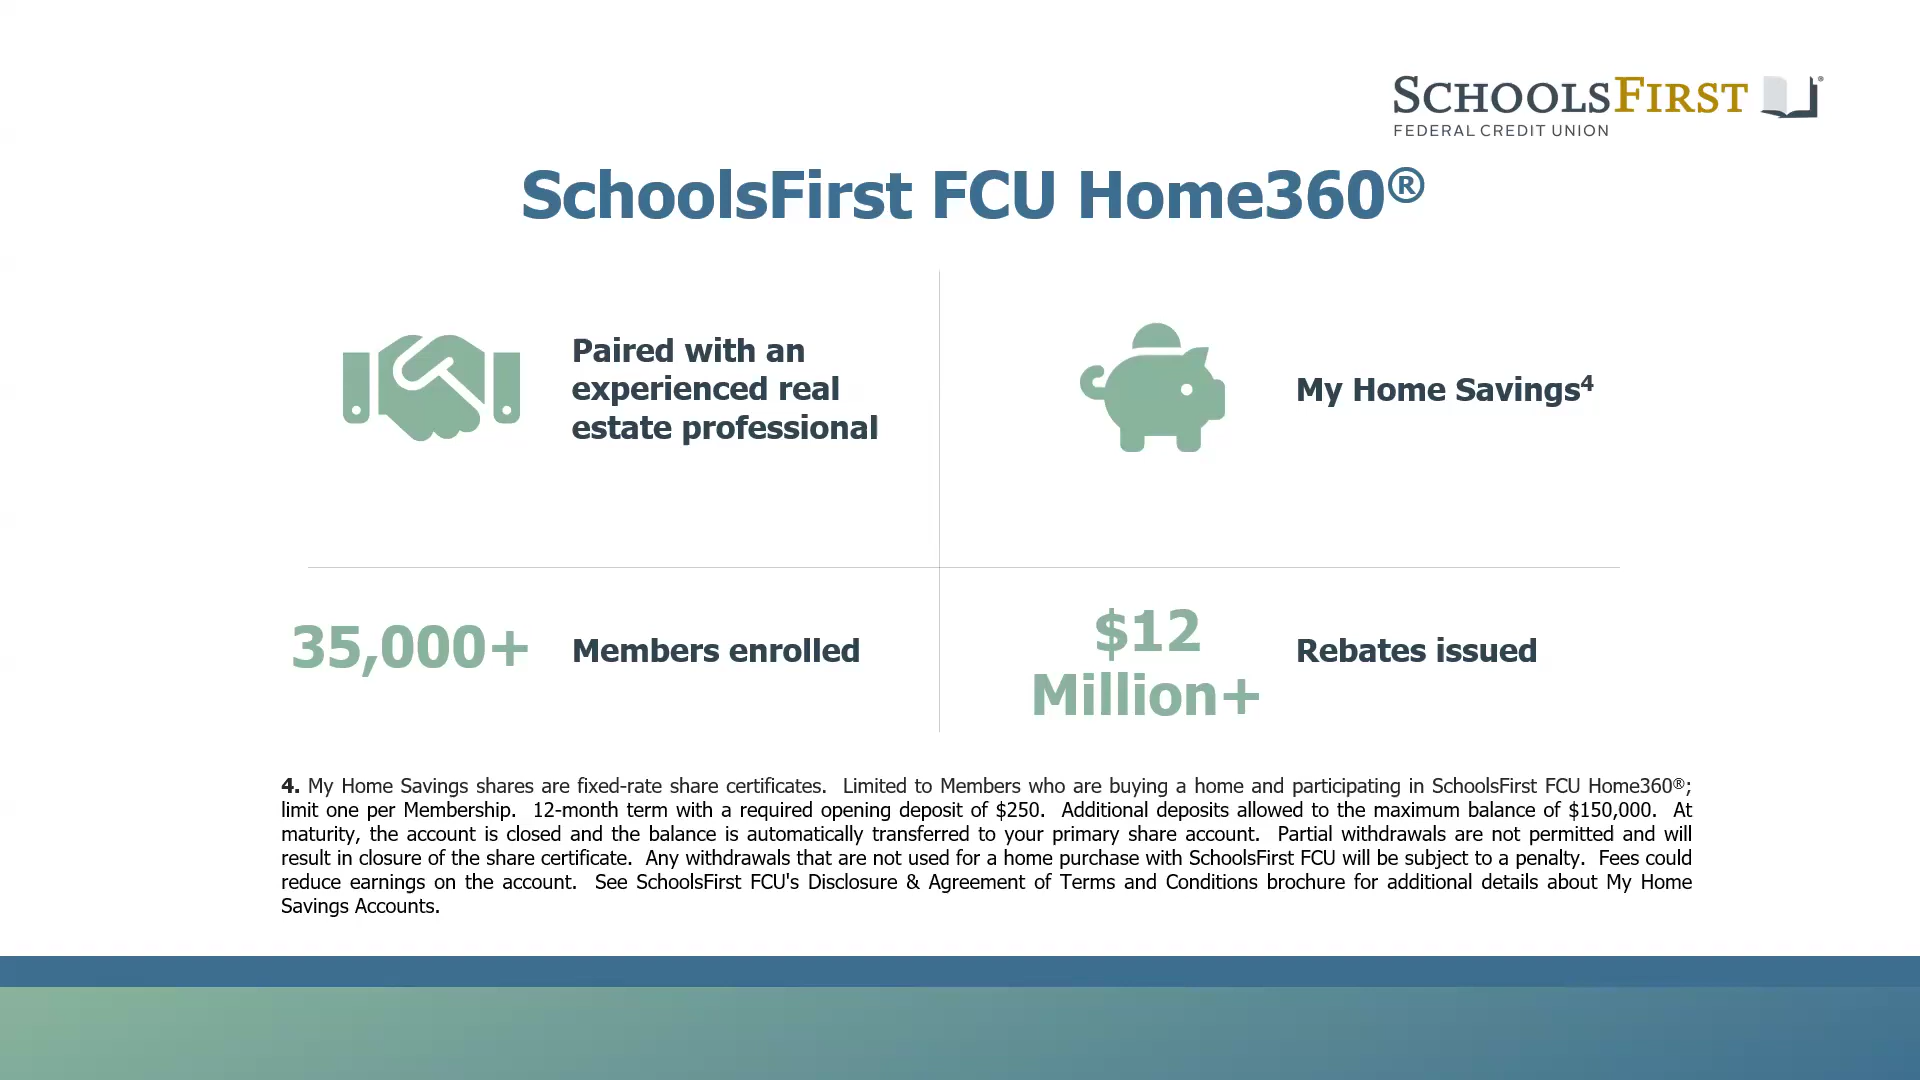 SCHOOLSFIRST®
FEDERAL CREDIT UNION
SchoolsFirst FCU Home360®
Paired with an
experienced real
estate professional
My Home Savings4
35,000+
Members enrolled
$12
Million+
Rebates issued
4. My Home Savings shares are fixed-rate share certificates. Limited to Members who are buying a home and participating in SchoolsFirst FCU Home360®;
limit one per Membership. 12-month term with a required opening deposit of $250. Additional deposits allowed to the maximum balance of $150,000. At
maturity, the account is closed and the balance is automatically transferred to your primary share account. Partial withdrawals are not permitted and will
result in closure of the share certificate. Any withdrawals that are not used for a home purchase with SchoolsFirst FCU will be subject to a penalty. Fees could
reduce earnings on the account. See SchoolsFirst FCU's Disclosure & Agreement of Terms and Conditions brochure for additional details about My Home
Savings Accounts.